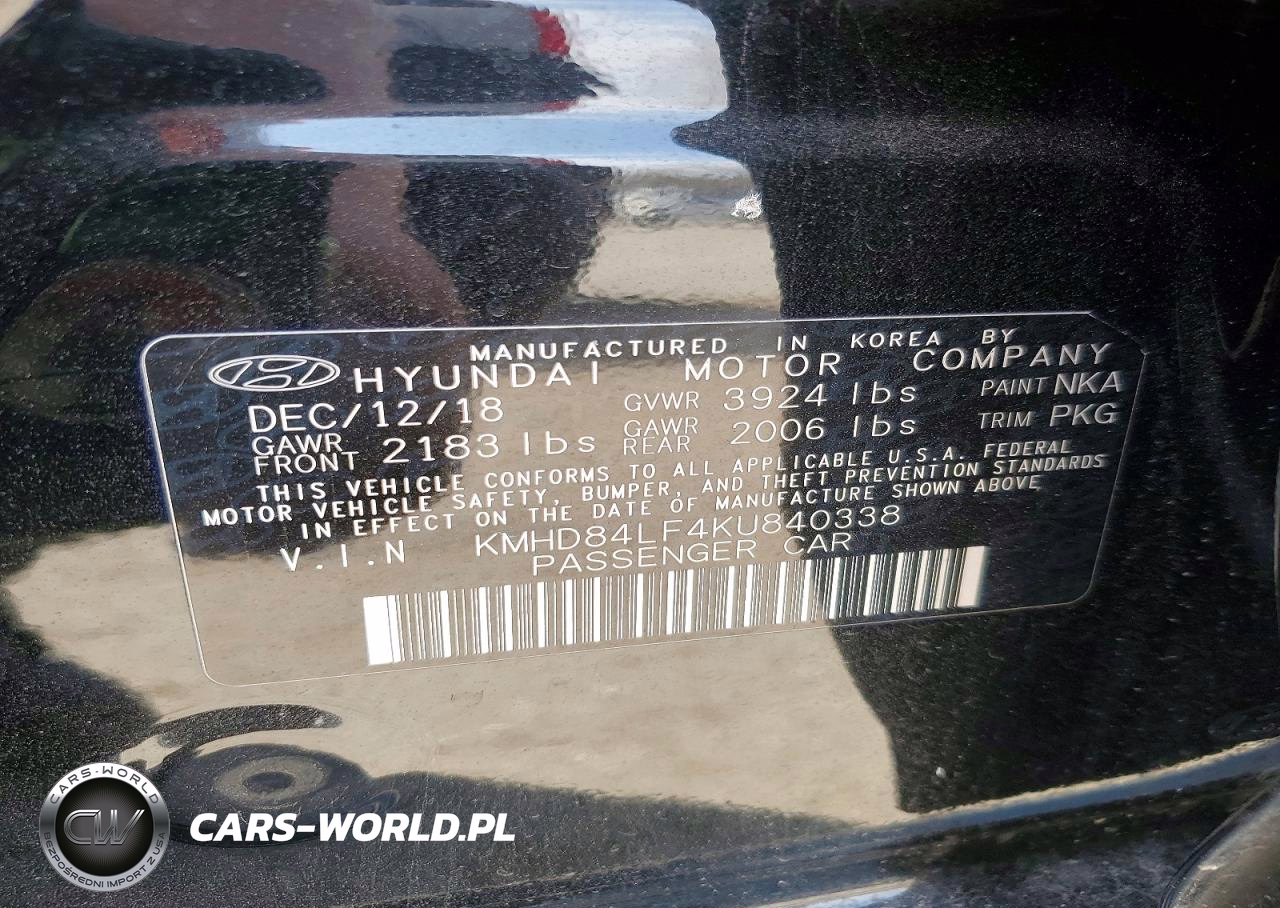 MANUFACTURED IN KOREA BY
HYUNDAI MOTOR COMPANY
DEC/12/18 GVWR 3924 lbs PAINT NKA
GAWR FRONT 2183 lbs GAWR REAR 2006 lbs TRIM PKG
THIS VEHICLE CONFORMS TO ALL APPLICABLE U.S.A. FEDERAL
MOTOR VEHICLE SAFETY, BUMPER, AND THEFT PREVENTION STANDARDS
IN EFFECT ON THE DATE OF MANUFACTURE SHOWN ABOVE
V.I.N KMHD84LF4KU840338
PASSENGER CAR
CARS-WORLD
CW
BEZPOŚREDNI IMPORT Z USA
CARS-WORLD.PL